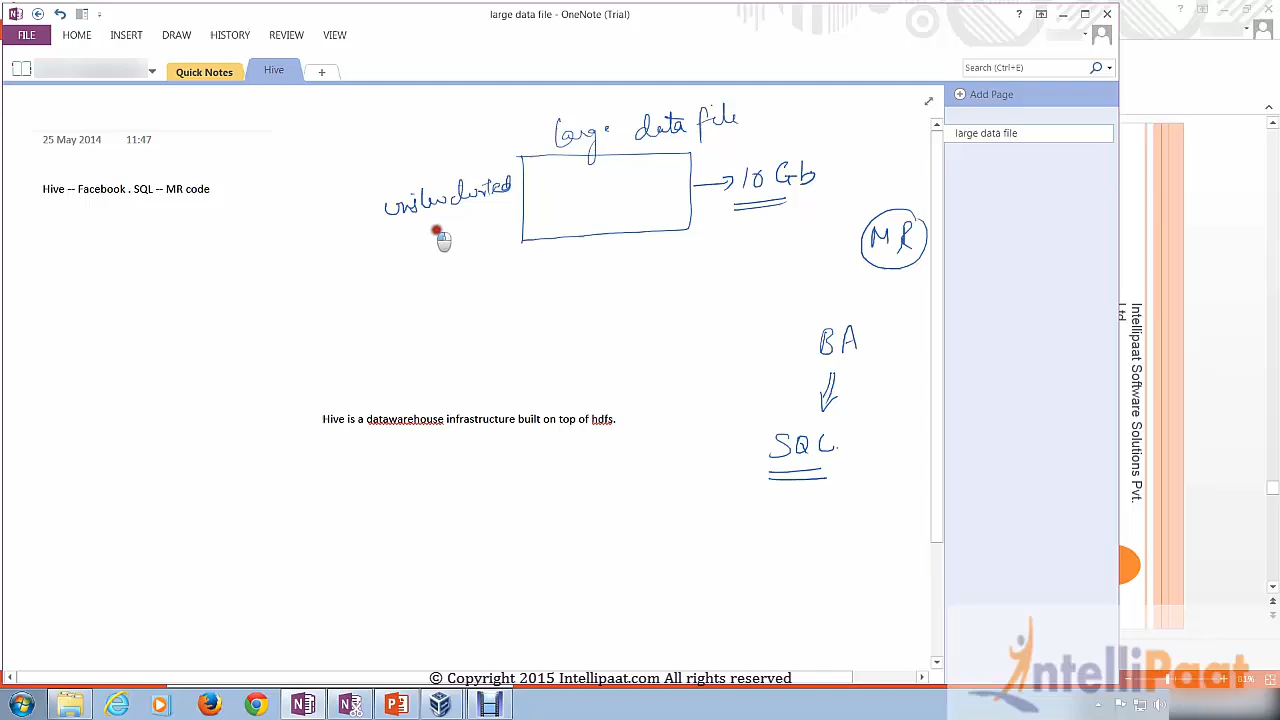 large data file - OneNote (Trial)
FILE HOME INSERT DRAW HISTORY REVIEW VIEW
Quick Notes Hive
Search (Ctrl+E)
Add Page
large data file
25 May 2014 11:47
large data file
10 Gb
MR
Hive -- Facebook . SQL -- MR code
BA
SQL
Hive is a datawarehouse infrastructure built on top of hdfs.
Intellipaat Software Solutions Pvt.
Ltd
IntelliPaat
© Copyright 2015 Intellipaat.com All rights reserved
81%